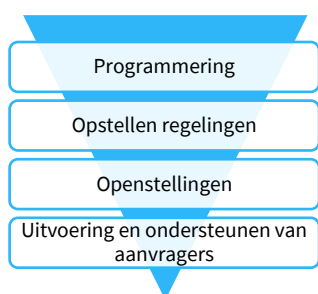 Programmering
Opstellen regelingen
Openstellingen
Uitvoering en ondersteunen van
aanvragers